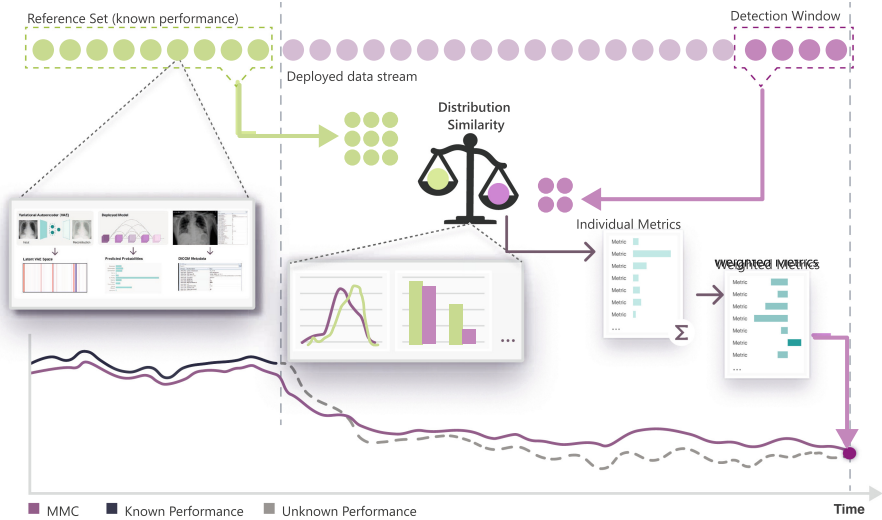 Reference Set (known performance)
Detection Window
Deployed data stream
Distribution
Similarity
Individual Metrics
Weighted Metrics
Variational Autoencoder (VAE)
Deployed Model
Input
Latent VAE Space
Predicted Probabilities
DICOM Metadata
Metric
Metric
Metric
Metric
Metric
Metric
Metric
...
Σ
Metric
Metric
Metric
Metric
Metric
Metric
Metric
...
...
MMC
Known Performance
Unknown Performance
Time